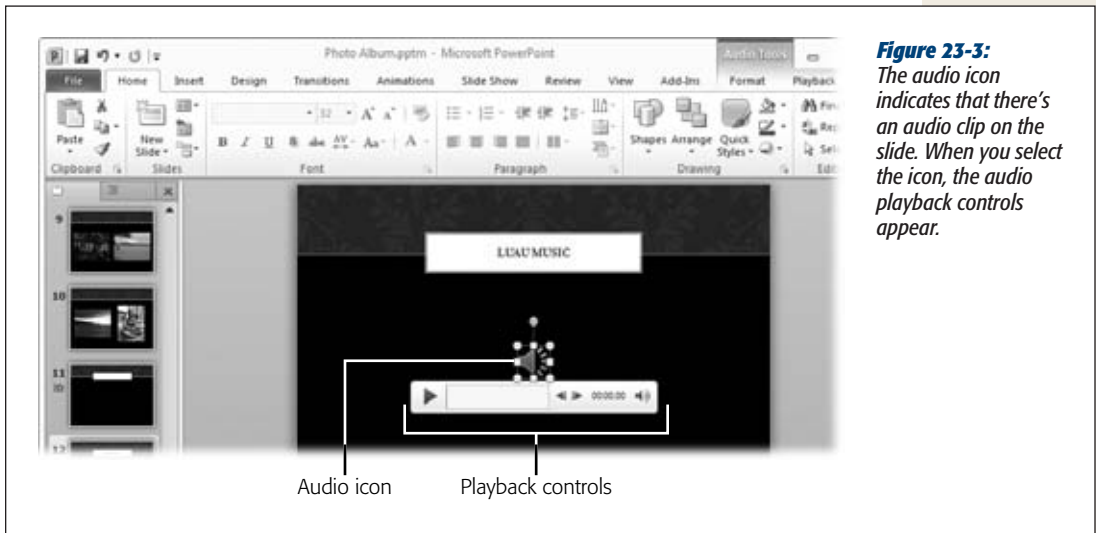 Photo Album.pptm - Microsoft PowerPoint
Audio Tools
File Home Insert Design Transitions Animations Slide Show Review View Add-Ins Format Playback
32
Paste
New
Slide
Shapes Arrange Quick
Styles
Clipboard Slides Font Paragraph Drawing
9
10
11
12
LUAU MUSIC
00:00.00
Audio icon Playback controls
Figure 23-3:
The audio icon
indicates that there's
an audio clip on the
slide. When you select
the icon, the audio
playback controls
appear.